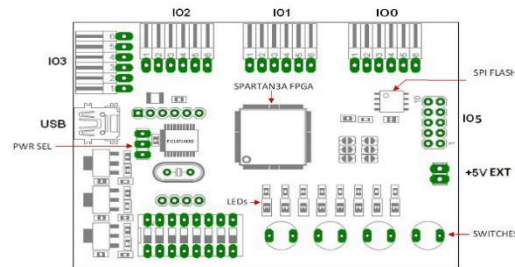 IO2
IO1
IO0
IO3
SPARTAN3A FPGA
SPI FLASH
USB
IO5
PWR SEL
+5V EXT
LEDs
SWITCHES